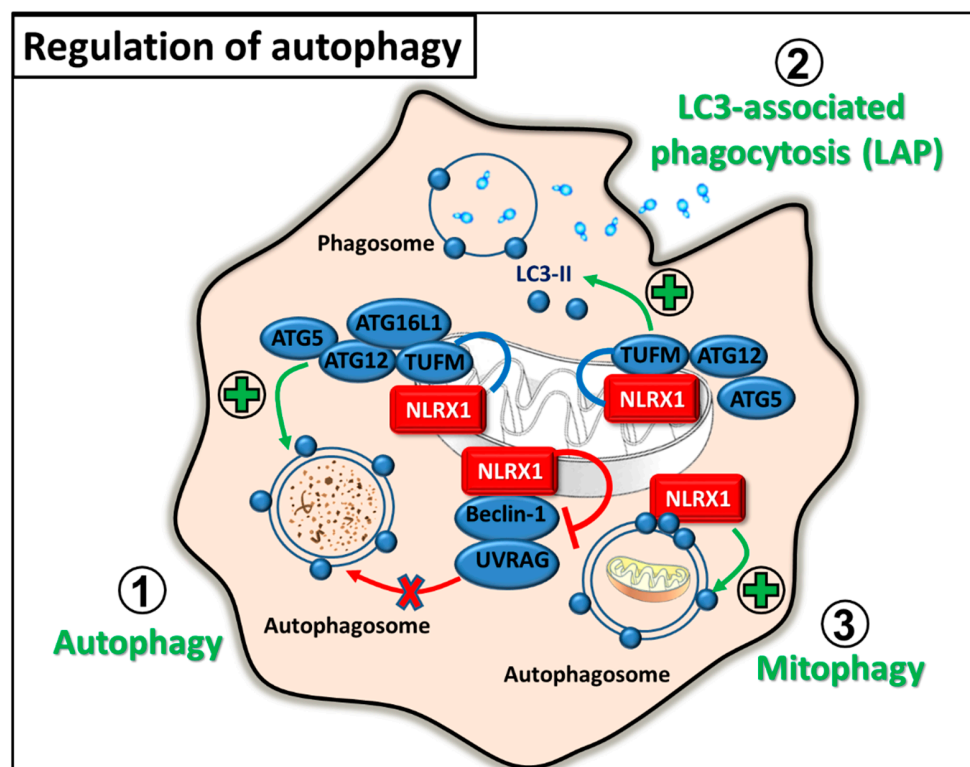 Regulation of autophagy
2
LC3-associated
phagocytosis (LAP)
Phagosome
LC3-II
ATG16L1
ATG5
ATG12
TUFM
NLRX1
TUFM
ATG12
NLRX1
ATG5
NLRX1
Beclin-1
UVRAG
NLRX1
1
Autophagy
Autophagosome
Autophagosome
3
Mitophagy